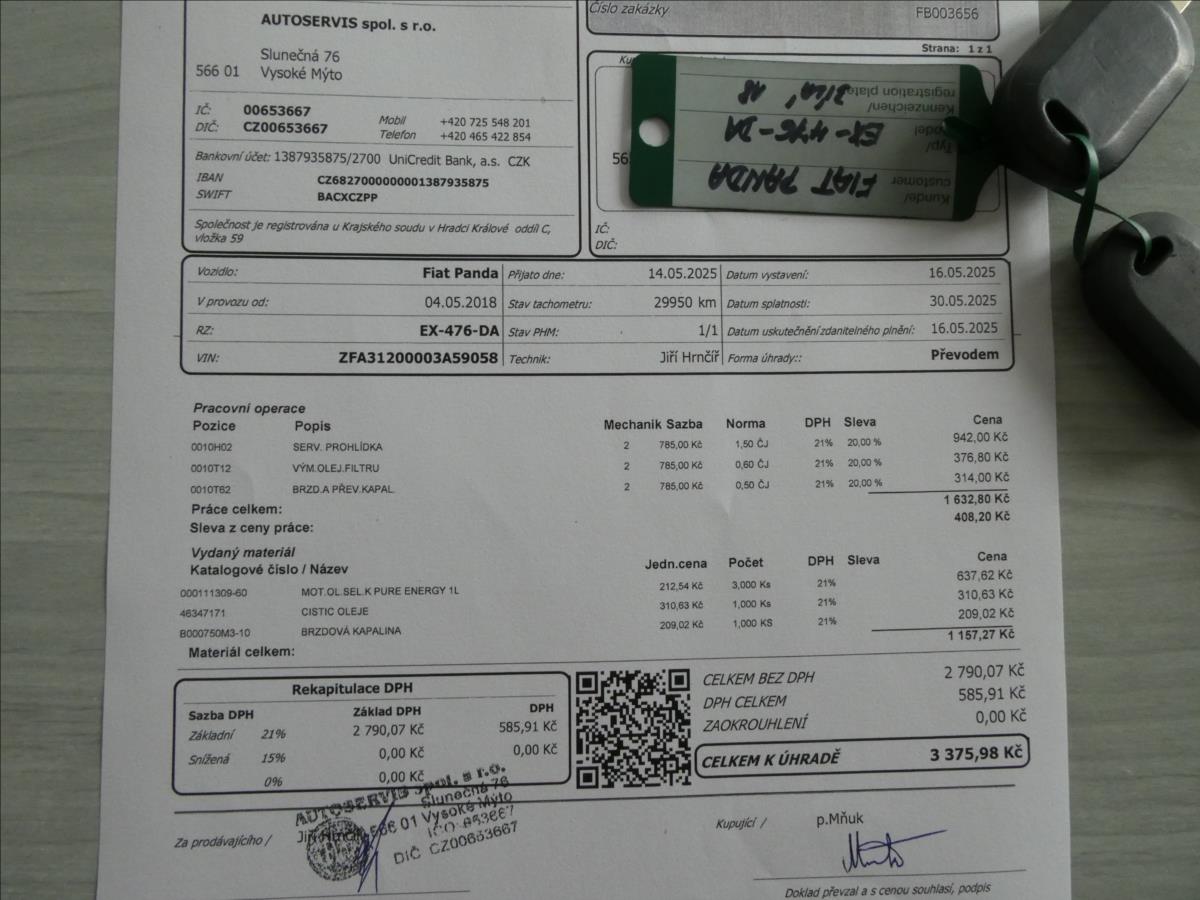 AUTOSERVIS spol. s r.o.
Slunečná 76
566 01 Vysoké Mýto
IČ: 00653667
DIČ: CZ00653667
Mobil +420 725 548 201
Telefon +420 465 422 854
Bankovní účet: 1387935875/2700 UniCredit Bank, a.s. CZK
IBAN CZ6827000000001387935875
SWIFT BACXCZPP
Společnost je registrována u Krajského soudu v Hradci Králové oddíl C,
vložka 59
Číslo zakázky FB003656
Strana: 1 z 1
Kunde/
customer
FIAT PANDA
Typ/
EX-476-DA
Kennzeichen/
registration plate
18
56
IČ:
DIČ:
Vozidlo: Fiat Panda Přijato dne: 14.05.2025 Datum vystavení: 16.05.2025
V provozu od: 04.05.2018 Stav tachometru: 29950 km Datum splatnosti: 30.05.2025
RZ: EX-476-DA Stav PHM: 1/1 Datum uskutečnění zdanitelného plnění: 16.05.2025
VIN: ZFA31200003A59058 Technik: Jiří Hrnčíř Forma úhrady:: Převodem
Pracovní operace
Pozice Popis Mechanik Sazba Norma DPH Sleva Cena
0010H02 SERV. PROHLÍDKA 2 785,00 Kč 1,50 ČJ 21% 20,00 % 942,00 Kč
0010T12 VÝM.OLEJ.FILTRU 2 785,00 Kč 0,60 ČJ 21% 20,00 % 376,80 Kč
0010T62 BRZD.A PŘEV.KAPAL. 2 785,00 Kč 0,50 ČJ 21% 20,00 % 314,00 Kč
Práce celkem: 1 632,80 Kč
Sleva z ceny práce: 408,20 Kč
Vydaný materiál
Katalogové číslo / Název Jedn.cena Počet DPH Sleva Cena
000111309-60 MOT.OL.SEL.K PURE ENERGY 1L 212,54 Kč 3,000 Ks 21% 637,62 Kč
46347171 CISTIC OLEJE 310,63 Kč 1,000 Ks 21% 310,63 Kč
B000750M3-10 BRZDOVÁ KAPALINA 209,02 Kč 1,000 KS 21% 209,02 Kč
Materiál celkem: 1 157,27 Kč
Rekapitulace DPH
Sazba DPH Základ DPH DPH
Základní 21% 2 790,07 Kč 585,91 Kč
Snížená 15% 0,00 Kč 0,00 Kč
0% 0,00 Kč
CELKEM BEZ DPH 2 790,07 Kč
DPH CELKEM 585,91 Kč
ZAOKROUHLENÍ 0,00 Kč
CELKEM K ÚHRADĚ 3 375,98 Kč
Za prodávajícího /
AUTOSERVIS spol. s r.o.
Slunečná 76
566 01 Vysoké Mýto
DIČ CZ00653667
Kupující / p.Mňuk
Doklad převzal a s cenou souhlasí, podpis